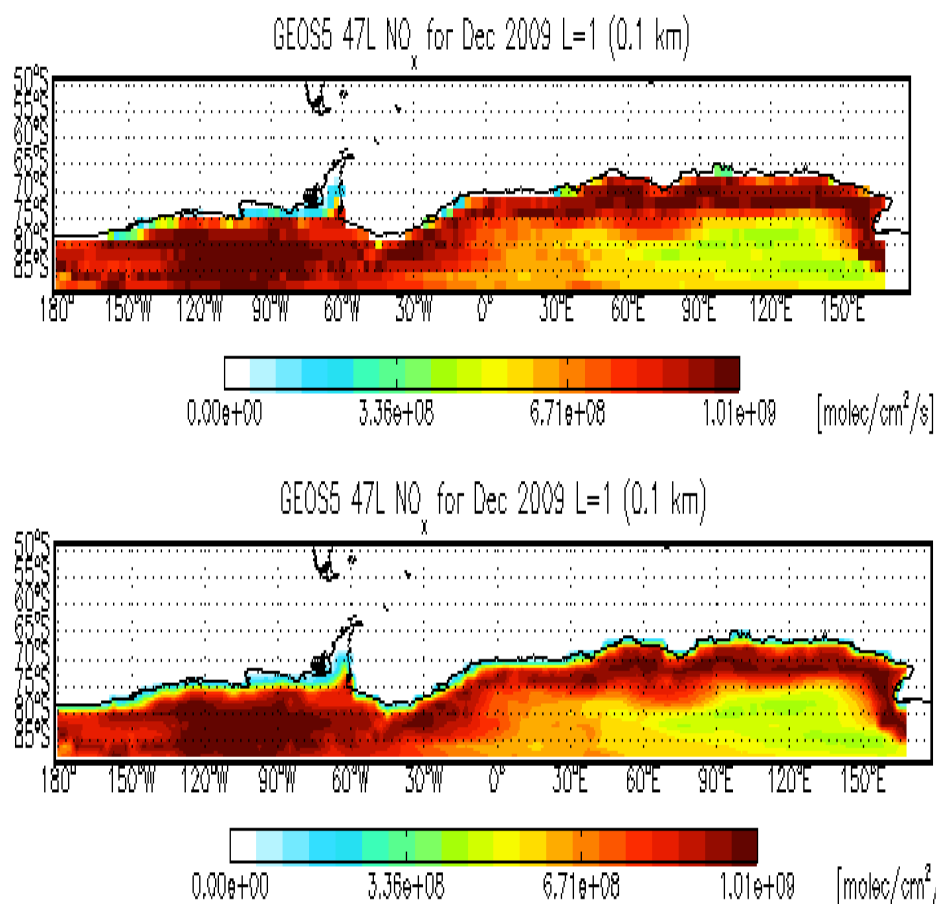 GEOS5 47L NOx for Dec 2009 L=1 (0.1 km)
50°S
55°S
60°S
65°S
70°S
75°S
80°S
85°S
180° 150°W 120°W 90°W 60°W 30°W 0° 30°E 60°E 90°E 120°E 150°E
0.00e+00 3.36e+08 6.71e+08 1.01e+09 [molec/cm²/s]
GEOS5 47L NOx for Dec 2009 L=1 (0.1 km)
50°S
55°S
60°S
65°S
70°S
75°S
80°S
85°S
180° 150°W 120°W 90°W 60°W 30°W 0° 30°E 60°E 90°E 120°E 150°E
0.00e+00 3.36e+08 6.71e+08 1.01e+09 [molec/cm²/